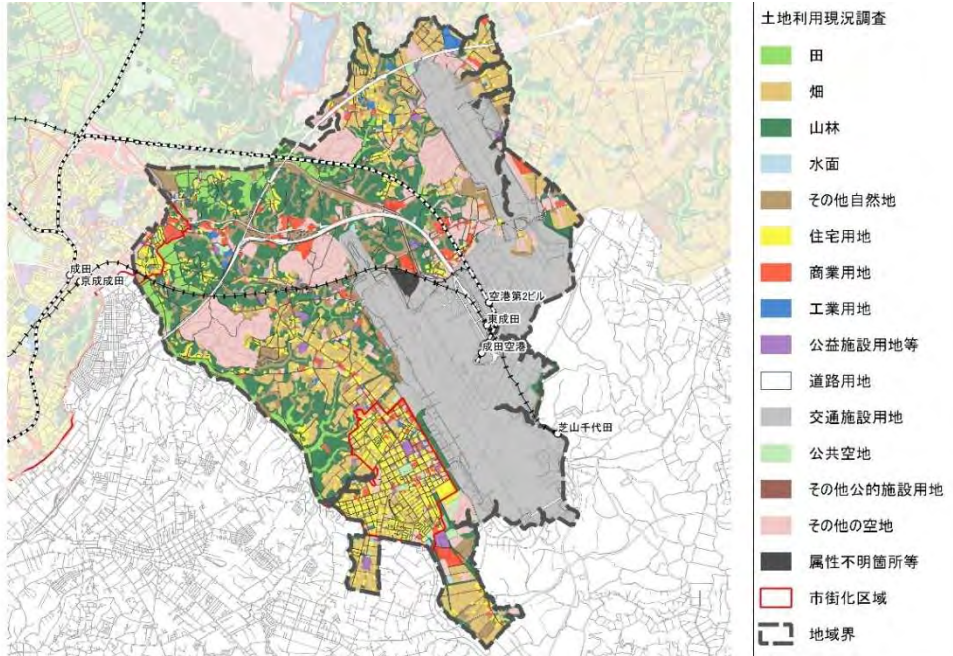 成田
京成成田
空港第2ビル
東成田
成田空港
芝山千代田
土地利用現況調査
田
畑
山林
水面
その他自然地
住宅用地
商業用地
工業用地
公益施設用地等
道路用地
交通施設用地
公共空地
その他公的施設用地
その他の空地
属性不明箇所等
市街化区域
地域界